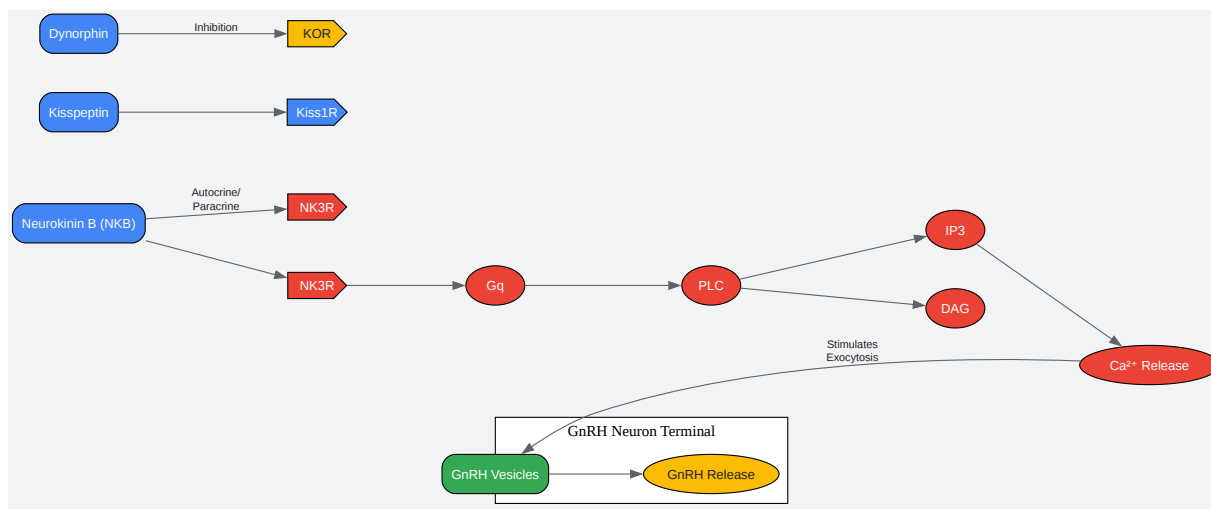 Dynorphin
Inhibition
KOR
Kisspeptin
Kiss1R
Neurokinin B (NKB)
Autocrine/
Paracrine
NK3R
NK3R
Gq
PLC
IP3
DAG
Ca²⁺ Release
Stimulates
Exocytosis
GnRH Neuron Terminal
GnRH Vesicles
GnRH Release